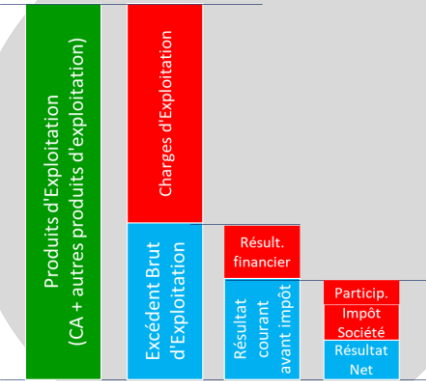 Produits d'Exploitation
(CA + autres produits d'exploitation)
Charges d'Exploitation
Excédent Brut
d'Exploitation
Résult.
financier
Résultat
courant
avant impôt
Particip.
Impôt
Société
Résultat
Net